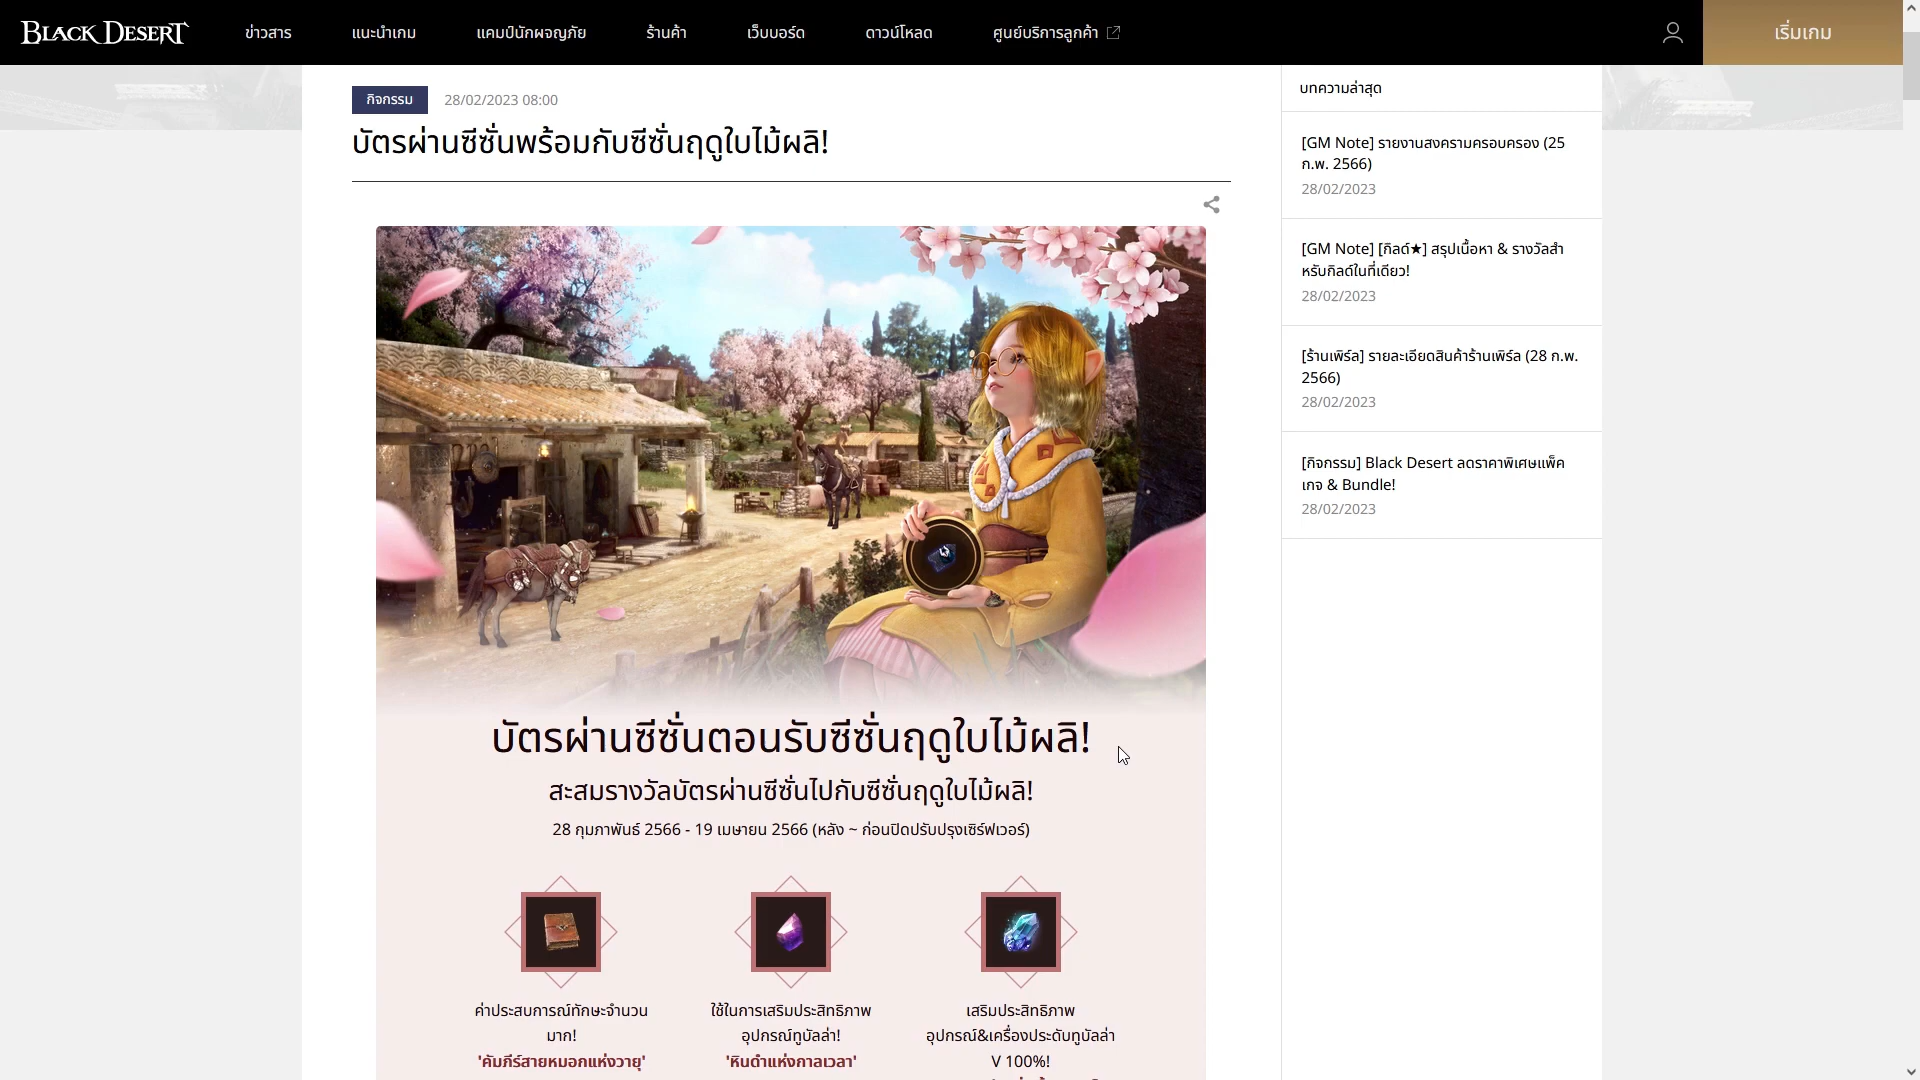 BLACK DESERT
ข่าวสาร
แนะนำเกม
แคมป์นักผจญภัย
ร้านค้า
เว็บบอร์ด
ดาวน์โหลด
ศูนย์บริการลูกค้า
เริ่มเกม
กิจกรรม 28/02/2023 08:00
บัตรผ่านซีซั่นพร้อมกับซีซั่นฤดูใบไม้ผลิ!
บัตรผ่านซีซั่นตอนรับซีซั่นฤดูใบไม้ผลิ!
สะสมรางวัลบัตรผ่านซีซั่นไปกับซีซั่นฤดูใบไม้ผลิ!
28 กุมภาพันธ์ 2566 - 19 เมษายน 2566 (หลัง ~ ก่อนปิดปรับปรุงเซิร์ฟเวอร์)
ค่าประสบการณ์ทักษะจำนวน
มาก!
'คัมภีร์สายหมอกแห่งวายุ'
ใช้ในการเสริมประสิทธิภาพ
อุปกรณ์ทูบัลล่า!
'หินดำแห่งกาลเวลา'
เสริมประสิทธิภาพ
อุปกรณ์&เครื่องประดับทูบัลล่า
V 100%!
บทความล่าสุด
[GM Note] รายงานสงครามครอบครอง (25
ก.พ. 2566)
28/02/2023
[GM Note] [กิลด์★] สรุปเนื้อหา & รางวัลสำ
หรับกิลด์ในที่เดียว!
28/02/2023
[ร้านเพิร์ล] รายละเอียดสินค้าร้านเพิร์ล (28 ก.พ.
2566)
28/02/2023
[กิจกรรม] Black Desert ลดราคาพิเศษแพ็ค
เกจ & Bundle!
28/02/2023